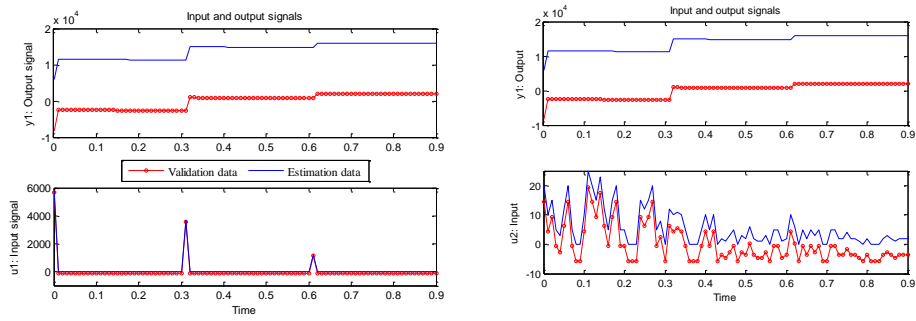 Input and output signals
x 10^4
y1: Output signal
2
1
0
-1
0 0.1 0.2 0.3 0.4 0.5 0.6 0.7 0.8 0.9
Validation data Estimation data
u1: Input signal
6000
4000
2000
0
0 0.1 0.2 0.3 0.4 0.5 0.6 0.7 0.8 0.9
Time
Input and output signals
x 10^4
y1: Output
2
1
0
-1
0 0.1 0.2 0.3 0.4 0.5 0.6 0.7 0.8 0.9
Time
u2: Input
20
10
0
-10
0 0.1 0.2 0.3 0.4 0.5 0.6 0.7 0.8 0.9
Time